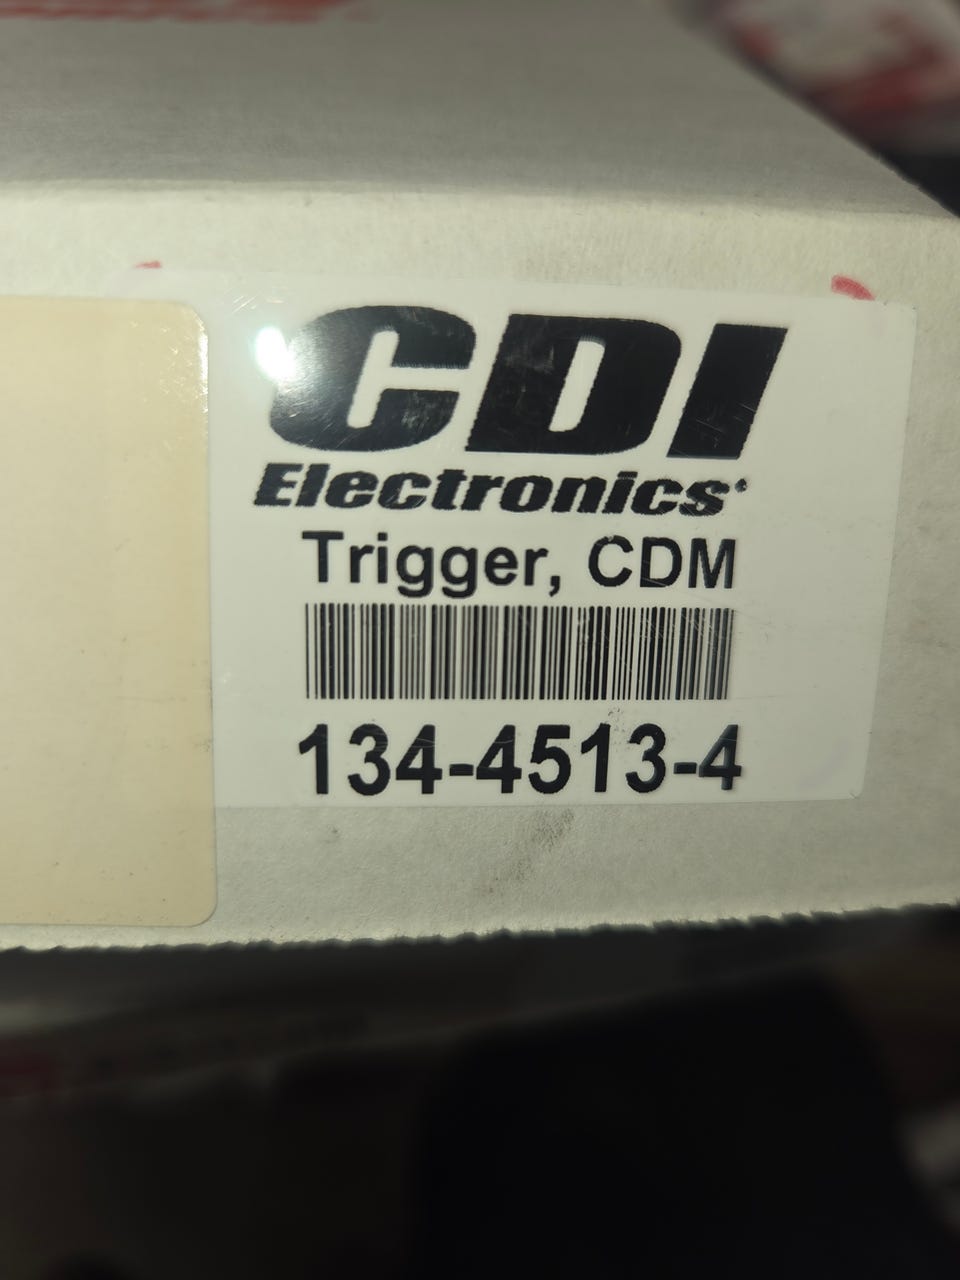 CDI
Electronics
Trigger, CDM
134-4513-4